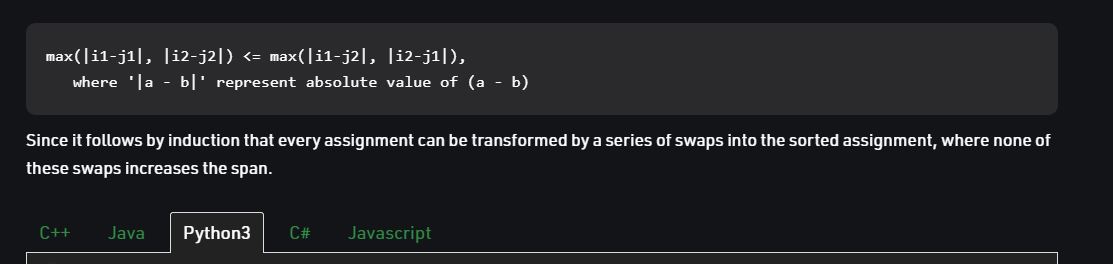 max(|i1-j1|, |i2-j2|) <= max(|i1-j2|, |i2-j1|),
where '|a - b|' represent absolute value of (a - b)
Since it follows by induction that every assignment can be transformed by a series of swaps into the sorted assignment, where none of
these swaps increases the span.
C++ Java Python3 C# Javascript